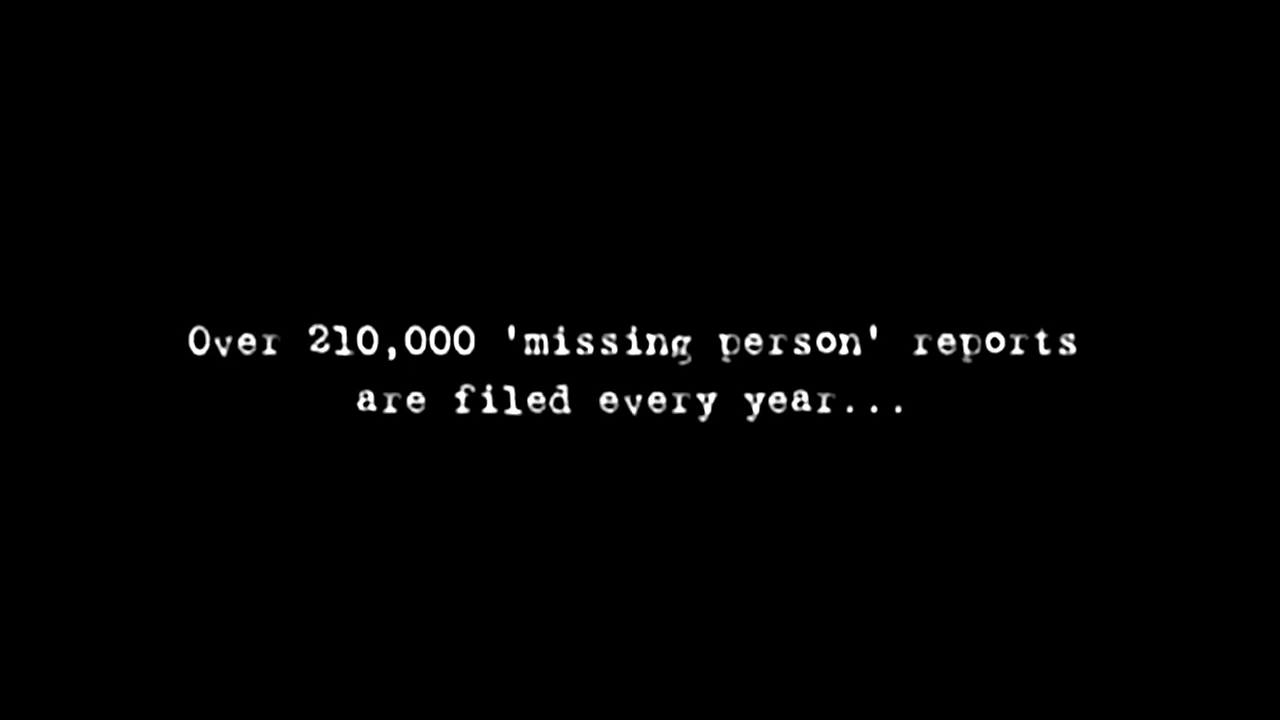 Over 210,000 'missing person' reports
are filed every year...